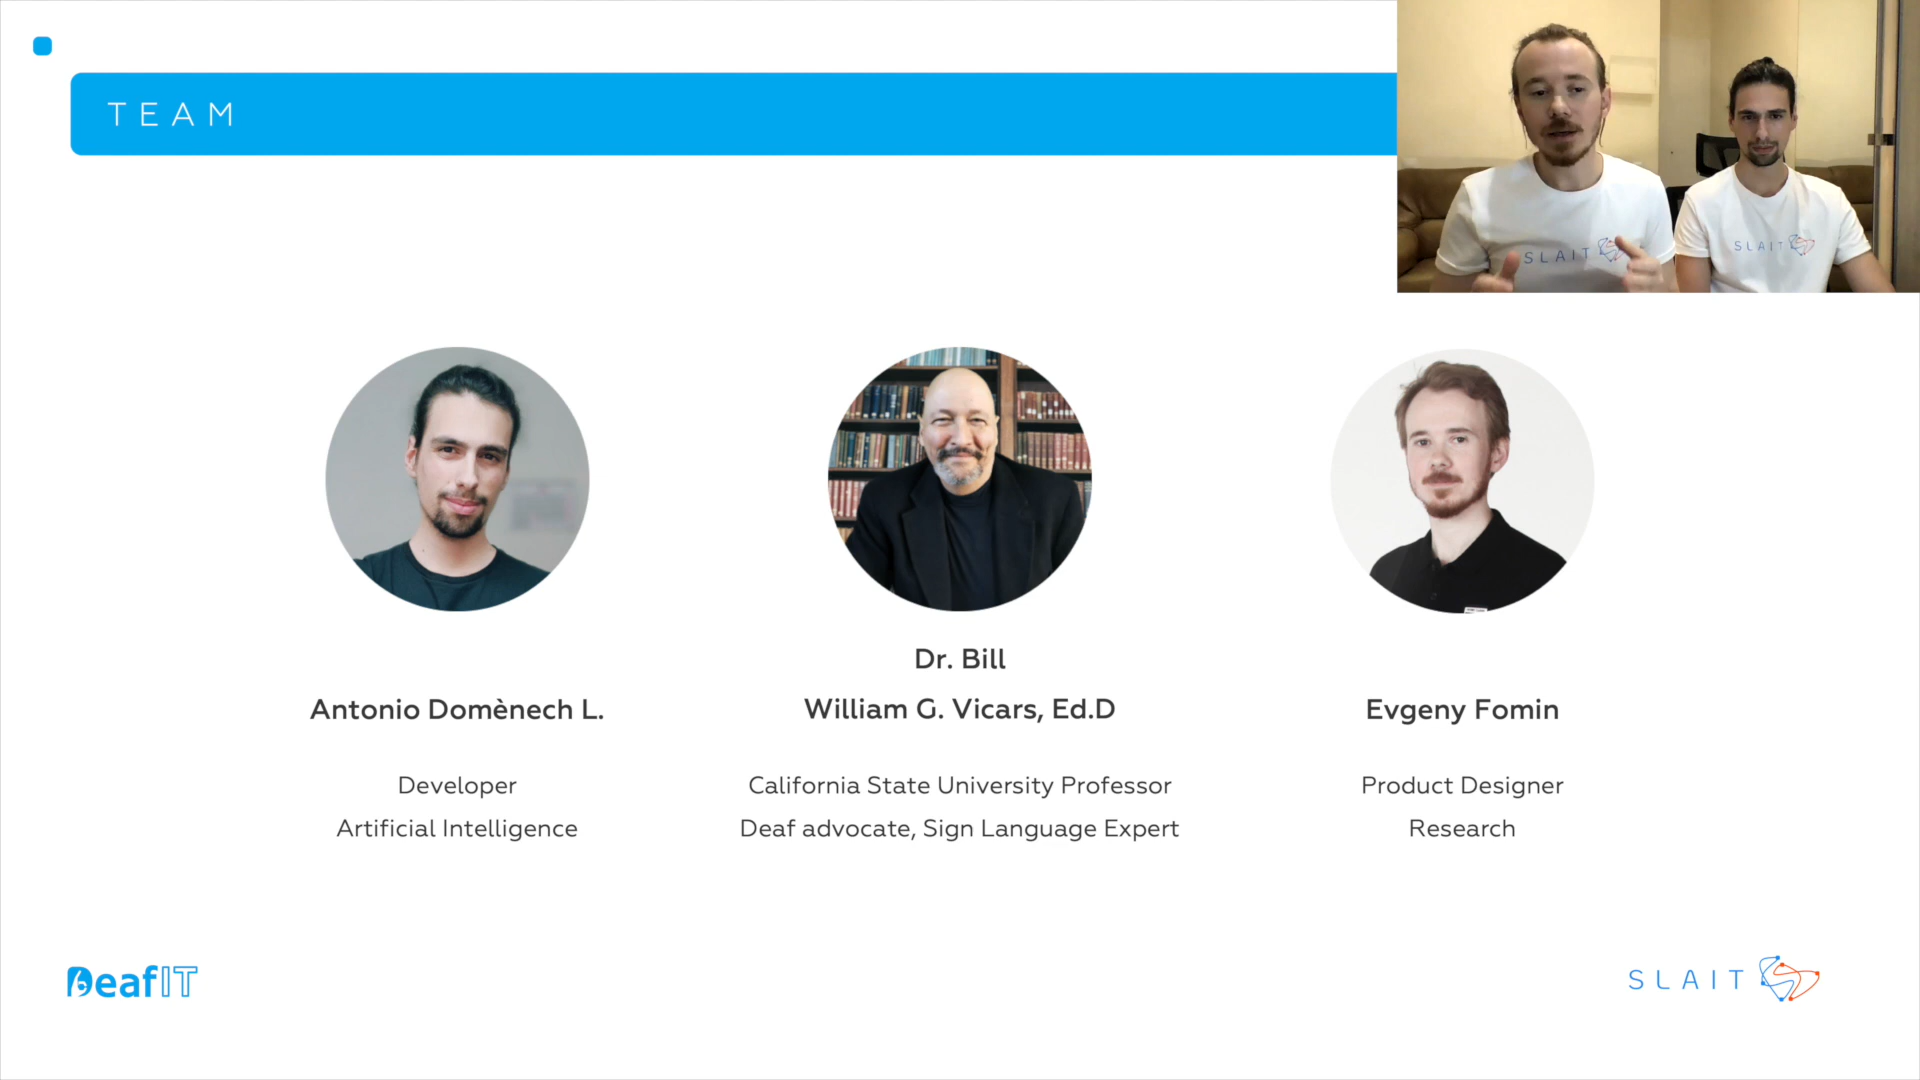 TEAM
SLAIT
SLAIT
Dr. Bill
Antonio Domènech L.
William G. Vicars, Ed.D
Evgeny Fomin
Developer
Artificial Intelligence
California State University Professor
Deaf advocate, Sign Language Expert
Product Designer
Research
DeafIT
SLAIT